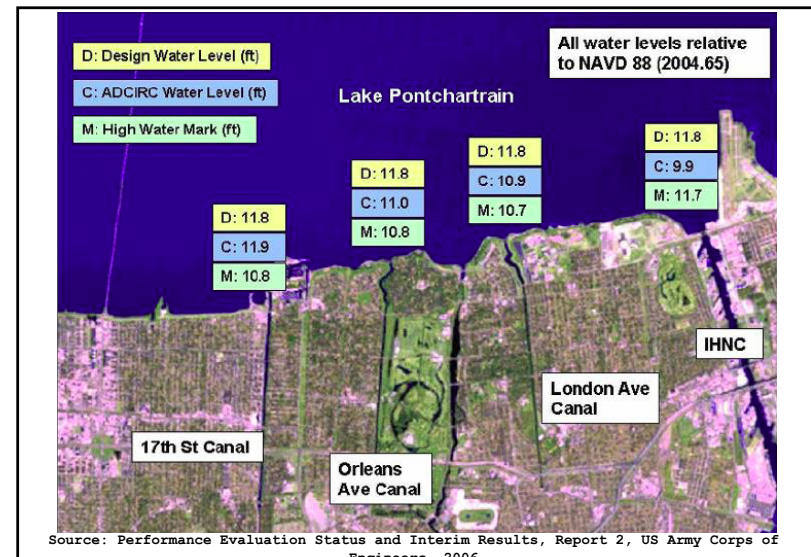 D: Design Water Level (ft)
C: ADCIRC Water Level (ft)
M: High Water Mark (ft)
All water levels relative
to NAVD 88 (2004.65)
Lake Pontchartrain
D: 11.8
C: 11.9
M: 10.8
D: 11.8
C: 11.0
M: 10.8
D: 11.8
C: 10.9
M: 10.7
D: 11.8
C: 9.9
M: 11.7
17th St Canal
Orleans
Ave Canal
London Ave
Canal
IHNC
Source: Performance Evaluation Status and Interim Results, Report 2, US Army Corps of
Engineers, 2006